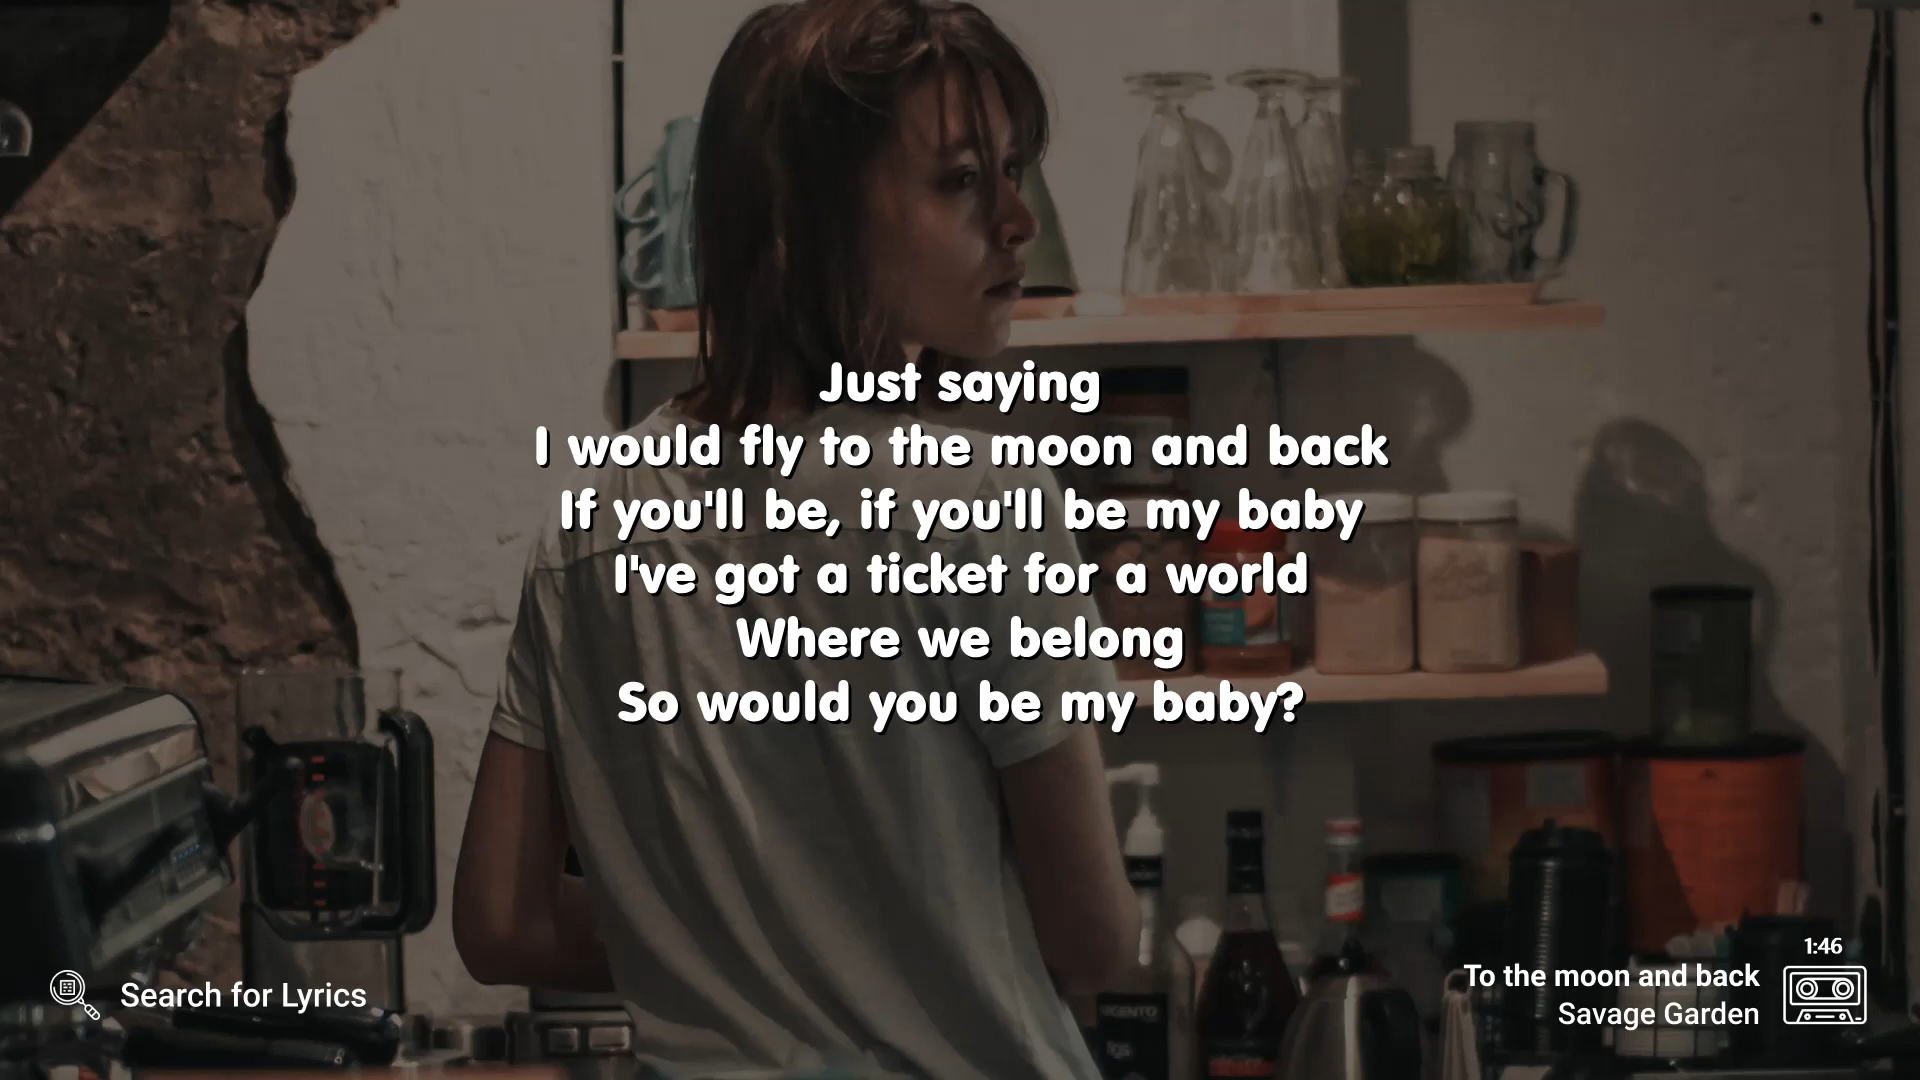 Just saying
I would fly to the moon and back
If you'll be, if you'll be my baby
I've got a ticket for a world
Where we belong
So would you be my baby?
1:46
Search for Lyrics
To the moon and back
Savage Garden